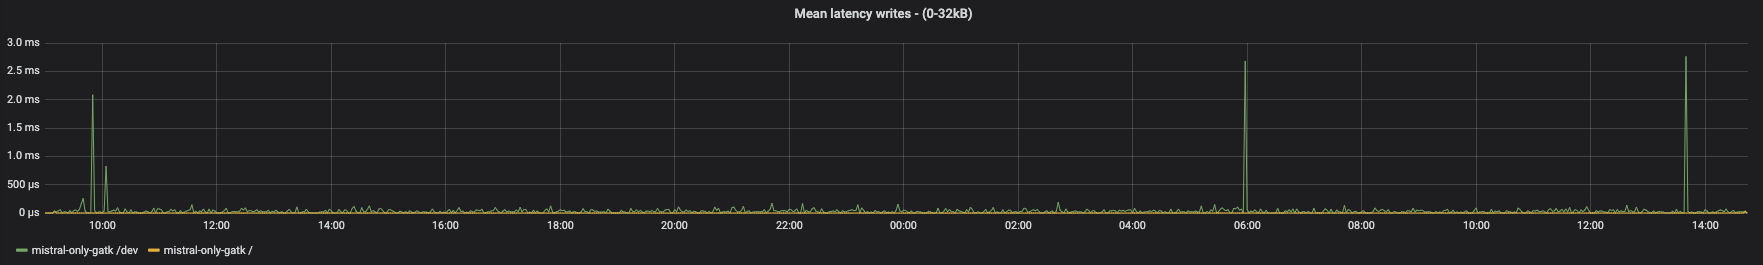 Mean latency writes - (0-32kB)
3.0 ms
2.5 ms
2.0 ms
1.5 ms
1.0 ms
500 µs
0 µs
10:00 12:00 14:00 16:00 18:00 20:00 22:00 00:00 02:00 04:00 06:00 08:00 10:00 12:00 14:00
mistral-only-gatk /dev mistral-only-gatk /